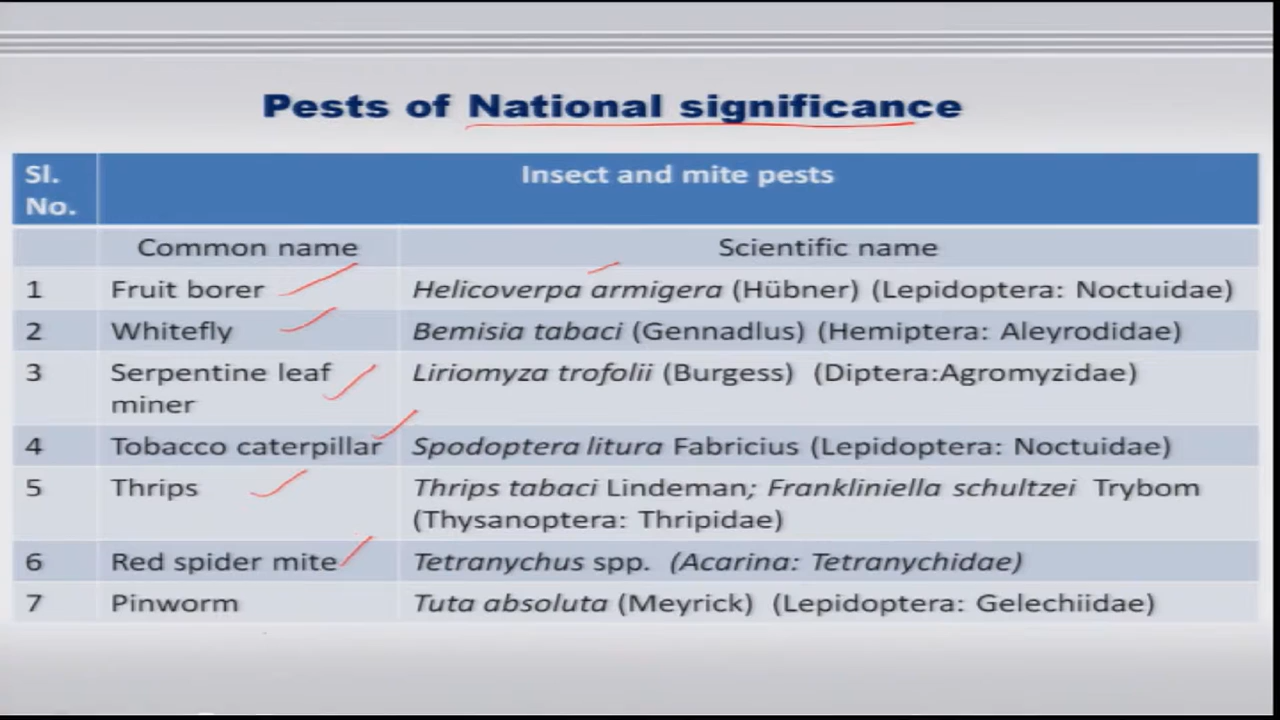 Pests of National significance
Sl. No. Insect and mite pests
Common name Scientific name
1 Fruit borer Helicoverpa armigera (Hübner) (Lepidoptera: Noctuidae)
2 Whitefly Bemisia tabaci (Gennadlus) (Hemiptera: Aleyrodidae)
3 Serpentine leaf miner Liriomyza trofolii (Burgess) (Diptera:Agromyzidae)
4 Tobacco caterpillar Spodoptera litura Fabricius (Lepidoptera: Noctuidae)
5 Thrips Thrips tabaci Lindeman; Frankliniella schultzei Trybom
(Thysanoptera: Thripidae)
6 Red spider mite Tetranychus spp. (Acarina: Tetranychidae)
7 Pinworm Tuta absoluta (Meyrick) (Lepidoptera: Gelechiidae)